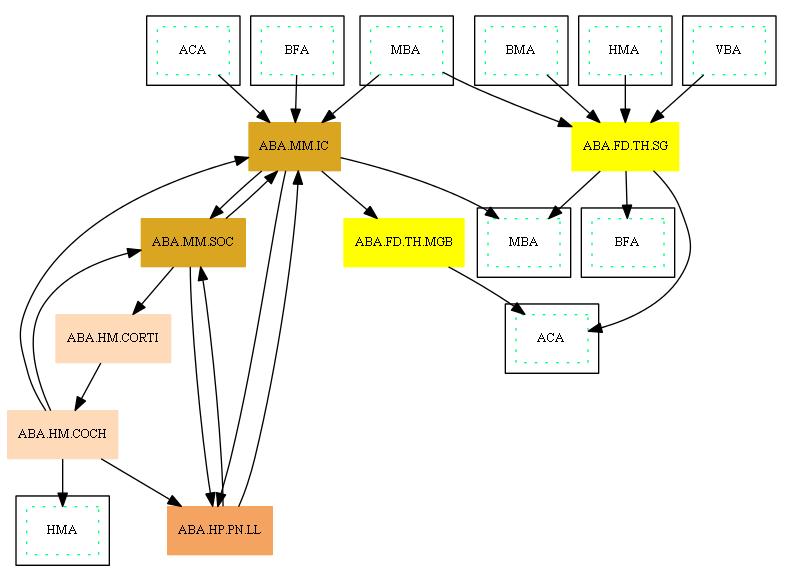 ACA
BFA
MBA
BMA
HMA
VBA
ABA.MM.IC
ABA.FD.TH.SG
ABA.MM.SOC
ABA.FD.TH.MGB
MBA
BFA
ABA.HM.CORTI
ACA
ABA.HM.COCH
HMA
ABA.HP.PN.LL